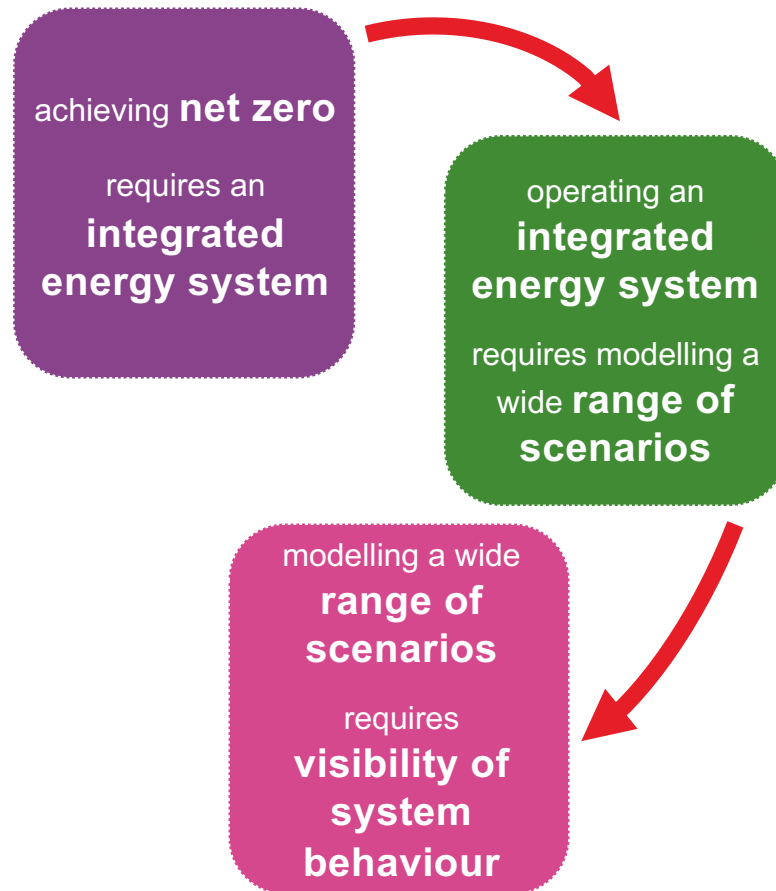 achieving net zero
requires an
integrated
energy system
operating an
integrated
energy system
requires modelling a
wide range of
scenarios
modelling a wide
range of
scenarios
requires
visibility of
system
behaviour